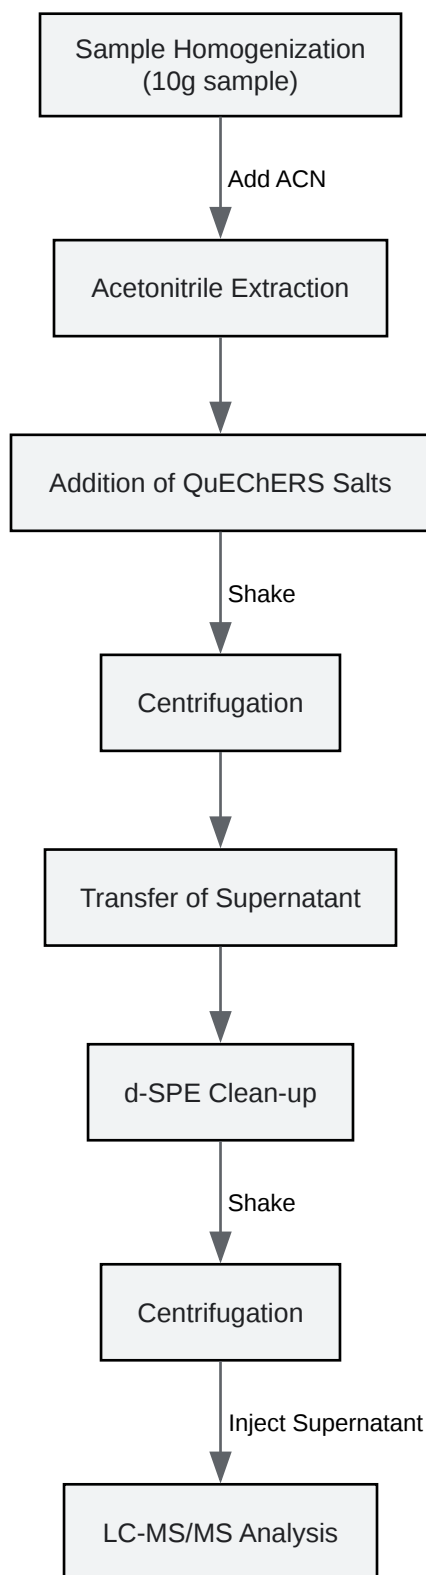 Sample Homogenization
(10g sample)
Add ACN
Acetonitrile Extraction
Addition of QuEChERS Salts
Shake
Centrifugation
Transfer of Supernatant
d-SPE Clean-up
Shake
Centrifugation
Inject Supernatant
LC-MS/MS Analysis